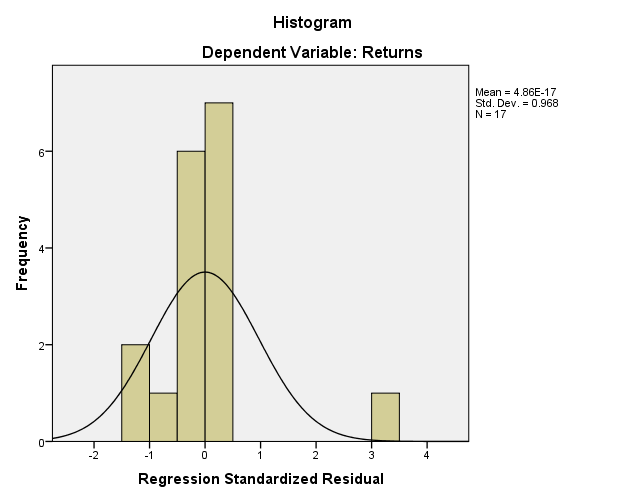 Histogram
Dependent Variable: Returns
Mean = 4.86E-17
Std. Dev. = 0.968
N = 17
Frequency
6
4
2
0
-2 -1 0 1 2 3 4
Regression Standardized Residual